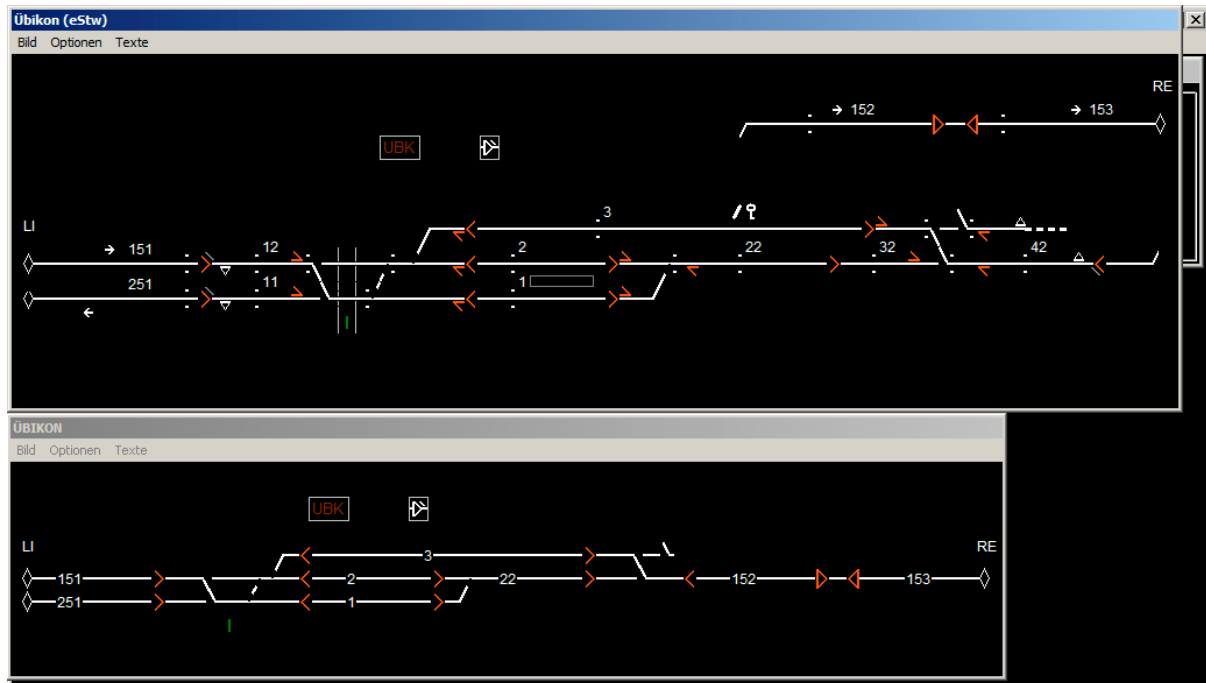 Übikon (eStw)
Bild Optionen Texte
RE
152 153
UBK
3
LI
151 12 2 22 32 42
251 11 1
ÜBIKON
Bild Optionen Texte
UBK
LI RE
3
151 2 22 152 153
251 1